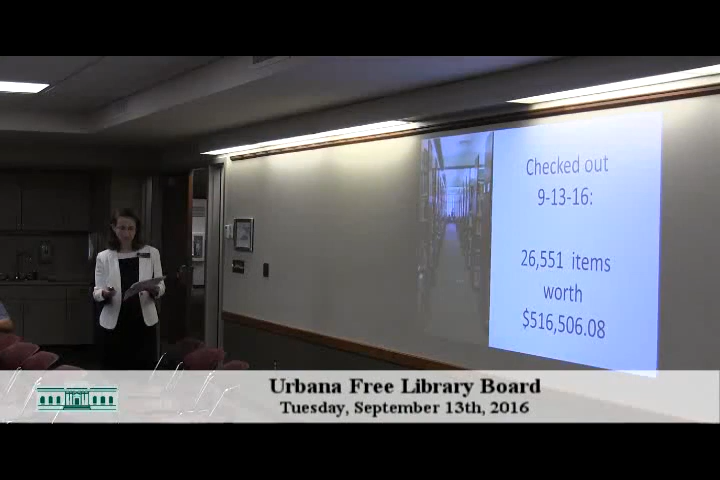 Checked out
9-13-16:
26,551 items
worth
$516,506.08
Urbana Free Library Board
Tuesday, September 13th, 2016